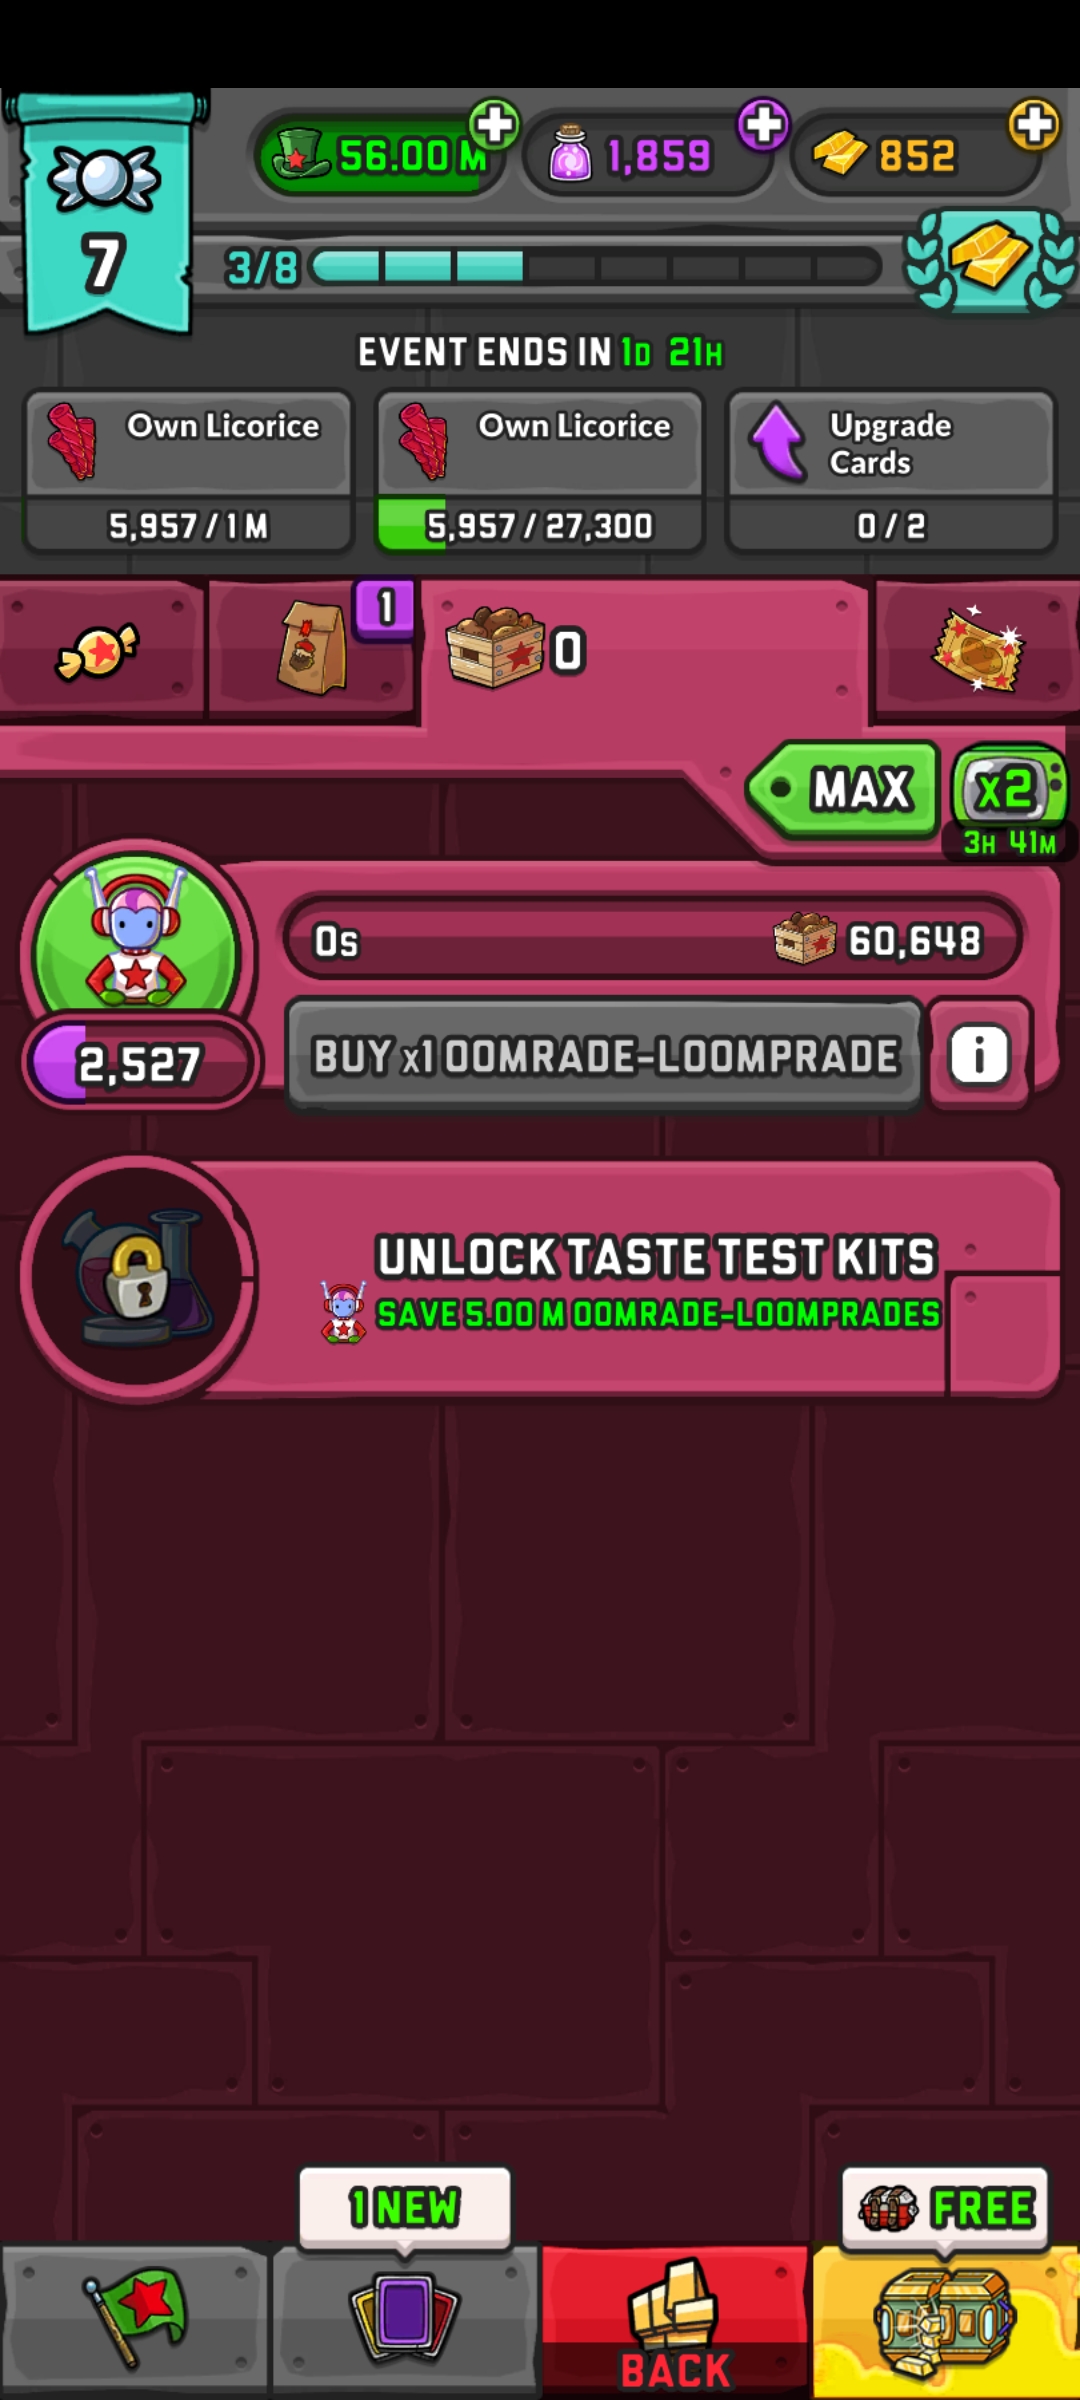 56.00 M
1,859
852
7
3/8
EVENT ENDS IN 1D 21H
Own Licorice
5,957 / 1 M
Own Licorice
5,957 / 27,300
Upgrade
Cards
0 / 2
1
0
MAX
x2
3H 41M
0s
60,648
2,527
BUY x1 OOMRADE-LOOMPRADE
i
UNLOCK TASTE TEST KITS
SAVE 5.00 M OOMRADE-LOOMPRADES
1 NEW
FREE
BACK